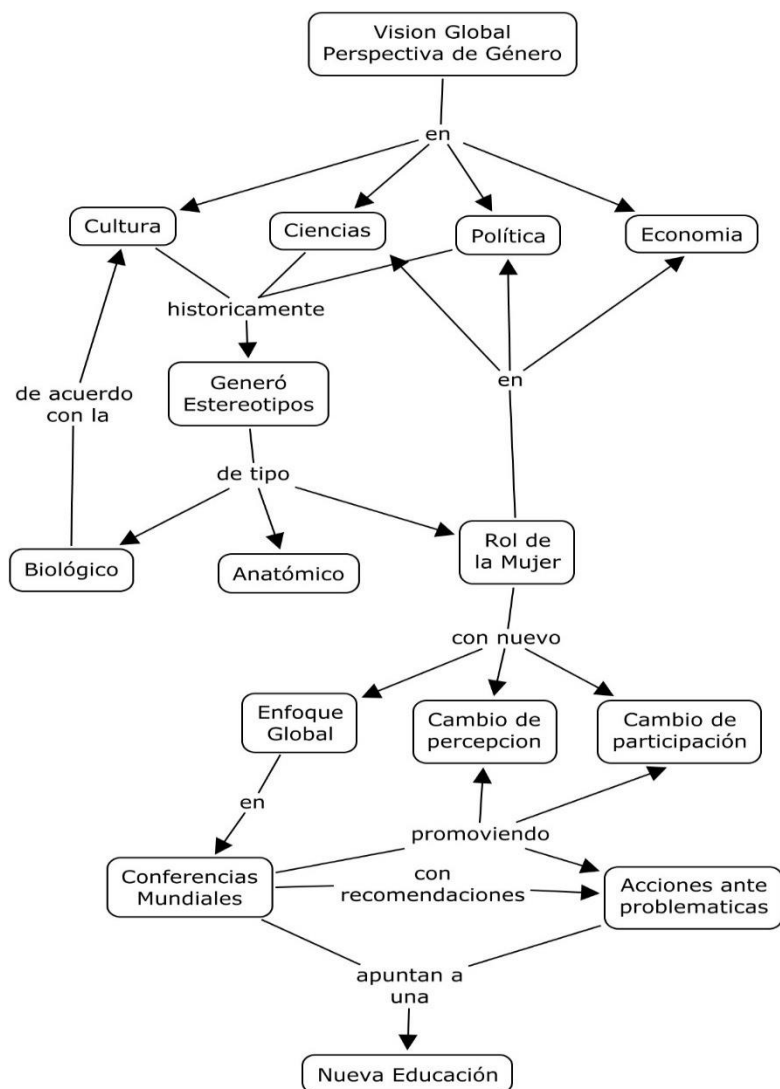 Vision Global
Perspectiva de Género
en
Cultura
Ciencias
Política
Economia
historicamente
Generó
Estereotipos
de acuerdo
con la
en
de tipo
Biológico
Anatómico
Rol de
la Mujer
con nuevo
Enfoque
Global
Cambio de
percepcion
Cambio de
participación
en
promoviendo
Conferencias
Mundiales
con
recomendaciones
Acciones ante
problematicas
apuntan a
una
Nueva Educación